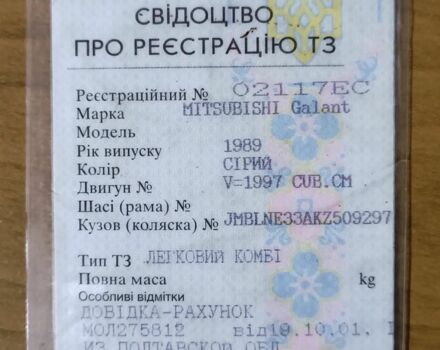 СВІДОЦТВО
ПРО РЕЄСТРАЦІЮ ТЗ
Реєстраційний № 02117ЕС
Марка MITSUBISHI Galant
Модель
Рік випуску 1989
Колір СІРИЙ
Двигун № V=1997 CUB.CM
Шасі (рама) №
Кузов (коляска) № JMBLNE33AKZ509297
Тип ТЗ ЛЕГКОВИЙ КОМБІ
Повна маса kg
Особливі відмітки
ДОВІДКА-РАХУНОК
МОЛ275812 від19.10.01.
ИЗ ПОЛТАВСКОЙ ОБЛ